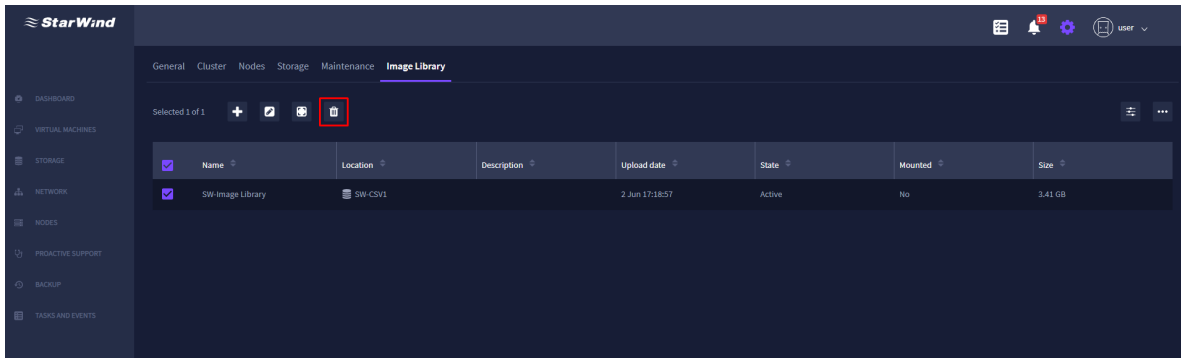 StarWind
13
user
General Cluster Nodes Storage Maintenance Image Library
DASHBOARD
VIRTUAL MACHINES
STORAGE
NETWORK
NODES
PROACTIVE SUPPORT
BACKUP
TASKS AND EVENTS
Selected 1 of 1
Name Location Description Upload date State Mounted Size
SW-Image Library SW-CSV1 2 Jun 17:18:57 Active No 3.41 GB